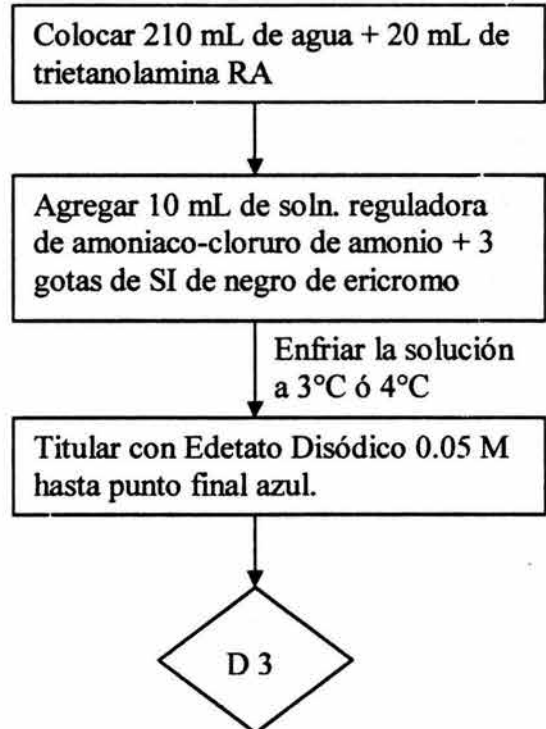 Colocar 210 mL de agua + 20 mL de
trietanolamina RA
Agregar 10 mL de soln. reguladora
de amoniaco-cloruro de amonio + 3
gotas de SI de negro de ericromo
Enfriar la solución
a 3°C ó 4°C
Titular con Edetato Disódico 0.05 M
hasta punto final azul.
D 3